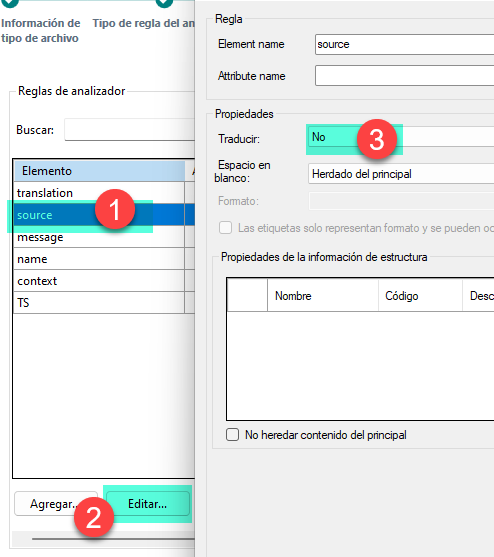 Información de
tipo de archivo
Tipo de regla del an
Reglas de analizador
Buscar:
Elemento
translation
source
1
message
name
context
TS
Agregar...
2
Editar...
Regla
Element name
source
Attribute name
Propiedades
Traducir:
No
3
Espacio en
blanco:
Herdado del principal
Formato:
Las etiquetas solo representan formato y se pueden oc
Propiedades de la información de estructura
Nombre
Código
Desc
No heredar contenido del principal